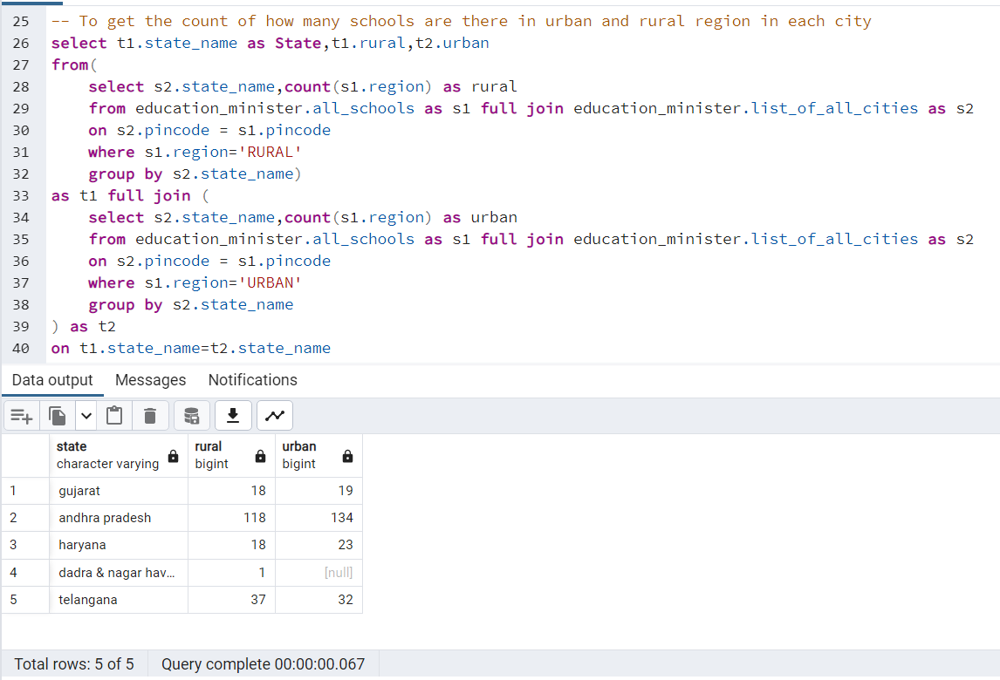 25 -- To get the count of how many schools are there in urban and rural region in each city
26 select t1.state_name as State,t1.rural,t2.urban
27 from(
28 select s2.state_name,count(s1.region) as rural
29 from education_minister.all_schools as s1 full join education_minister.list_of_all_cities as s2
30 on s2.pincode = s1.pincode
31 where s1.region='RURAL'
32 group by s2.state_name)
33 as t1 full join (
34 select s2.state_name,count(s1.region) as urban
35 from education_minister.all_schools as s1 full join education_minister.list_of_all_cities as s2
36 on s2.pincode = s1.pincode
37 where s1.region='URBAN'
38 group by s2.state_name
39 ) as t2
40 on t1.state_name=t2.state_name
Data output Messages Notifications
state rural urban
character varying bigint bigint
1 gujarat 18 19
2 andhra pradesh 118 134
3 haryana 18 23
4 dadra & nagar hav... 1 [null]
5 telangana 37 32
Total rows: 5 of 5 Query complete 00:00:00.067